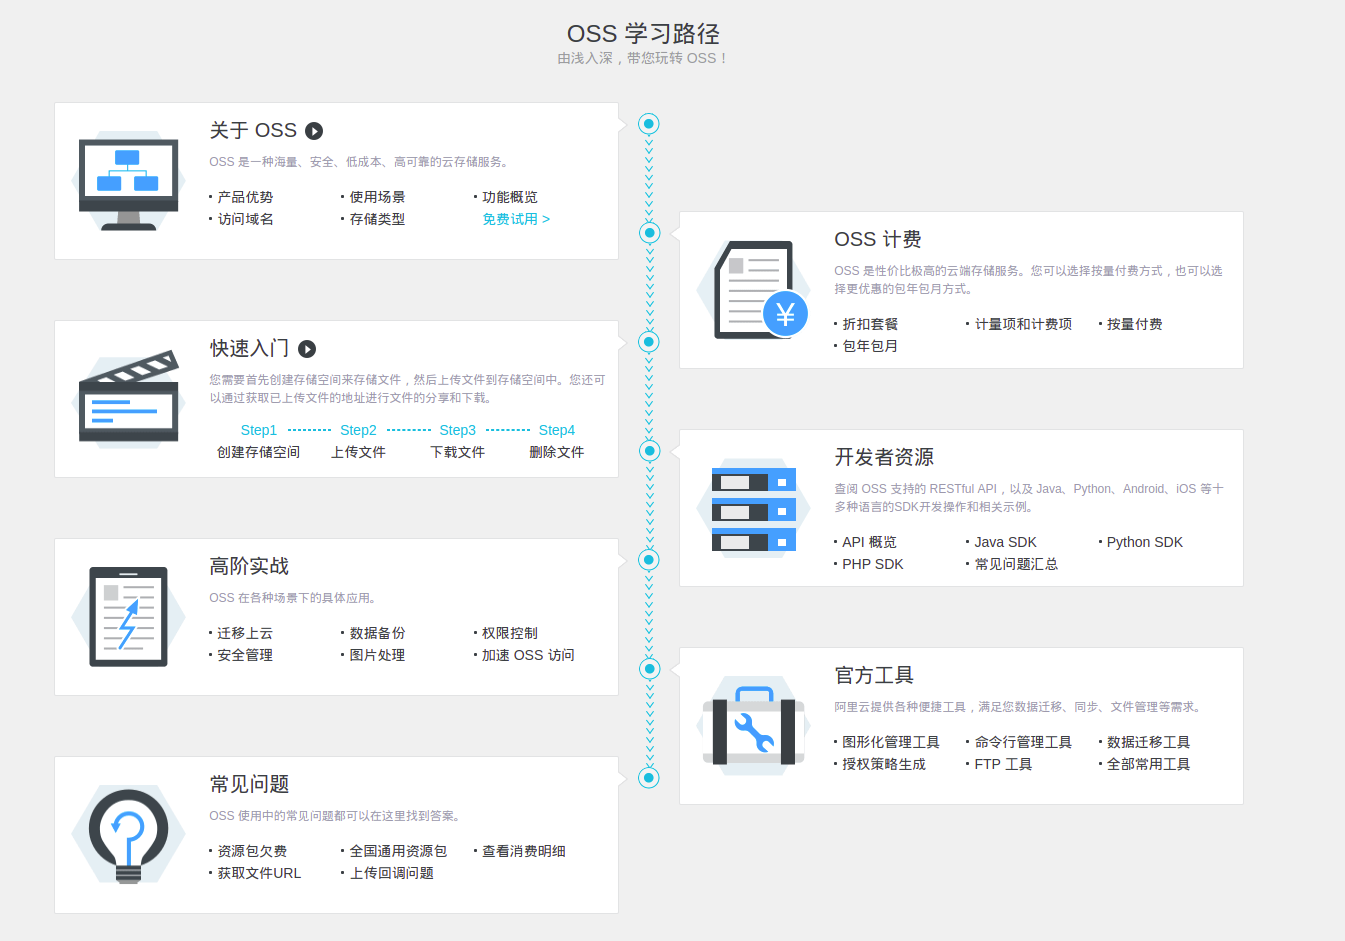 OSS 学习路径
由浅入深，带您玩转 OSS！
关于 OSS
OSS 是一种海量、安全、低成本、高可靠的云存储服务。
产品优势 使用场景 功能概览
访问域名 存储类型 免费试用 >
OSS 计费
OSS 是性价比极高的云端存储服务。您可以选择按量付费方式，也可以选
择更优惠的包年包月方式。
折扣套餐 计量项和计费项 按量付费
包年包月
快速入门
您需要首先创建存储空间来存储文件，然后上传文件到存储空间中。您还可
以通过获取已上传文件的地址进行文件的分享和下载。
Step1 Step2 Step3 Step4
创建存储空间 上传文件 下载文件 删除文件
开发者资源
查阅 OSS 支持的 RESTful API，以及 Java、Python、Android、iOS 等十
多种语言的SDK开发操作和相关示例。
API 概览 Java SDK Python SDK
PHP SDK 常见问题汇总
高阶实战
OSS 在各种场景下的具体应用。
迁移上云 数据备份 权限控制
安全管理 图片处理 加速 OSS 访问
官方工具
阿里云提供各种便捷工具，满足您数据迁移、同步、文件管理等需求。
图形化管理工具 命令行管理工具 数据迁移工具
授权策略生成 FTP 工具 全部常用工具
常见问题
OSS 使用中的常见问题都可以在这里找到答案。
资源包欠费 全国通用资源包 查看消费明细
获取文件URL 上传回调问题
¥